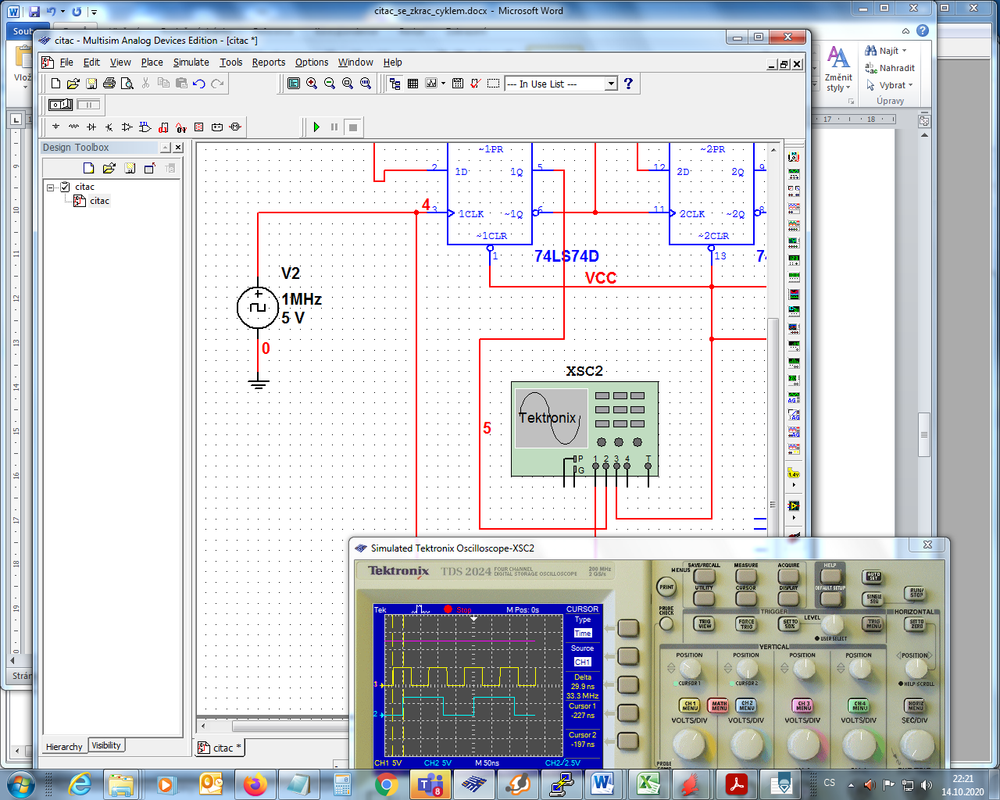 citac_se_zkrac_cyklem.docx - Microsoft Word
Soub
Vlož
Najít
Nahradit
Vybrat
Změnit
styly
Úpravy
17
18
Strán
citac - Multisim Analog Devices Edition - [citac *]
File Edit View Place Simulate Tools Reports Options Window Help
--- In Use List ---
Design Toolbox
citac
citac
Hierarchy Visibility
citac *
~1PR
2 1D 1Q 5
4
3 1CLK ~1Q 6
~1CLR
1
74LS74D
~2PR
12 2D 2Q 9
11 2CLK ~2Q 8
~2CLR
13
VCC
V2
1MHz
5 V
0
5
XSC2
Tektronix
P
G
1 2 3 4 T
Simulated Tektronix Oscilloscope-XSC2
Tektronix TDS 2024 FOUR CHANNEL DIGITAL STORAGE OSCILLOSCOPE 200 MHz 2 GS/s
Tek Stop M Pos: 0s CURSOR
Type
Time
Source
CH1
Delta
29.9 ns
33.3 MHz
Cursor 1
-227 ns
Cursor 2
-197 ns
1
2
CH1 5V CH2 5V M 50ns CH2/2.5V
SAVE/RECALL MEASURE ACQUIRE HELP
MENUS
PRINT
UTILITY CURSOR DISPLAY DEFAULT SETUP
AUTO SET
SINGLE SEQ
RUN/ STOP
PROBE CHECK
TRIGGER
TRIG VIEW
FORCE TRIG
SET TO 50%
LEVEL
USER SELECT
TRIG MENU
HORIZONTAL
SET TO ZERO
VERTICAL
POSITION POSITION POSITION POSITION POSITION
CURSOR 1 CURSOR 2
HELP SCROLL
CH 1 MENU
MATH MENU
CH 2 MENU
CH 3 MENU
CH 4 MENU
HORIZ MENU
VOLTS/DIV VOLTS/DIV VOLTS/DIV VOLTS/DIV SEC/DIV
CS
22:21
14.10.2020